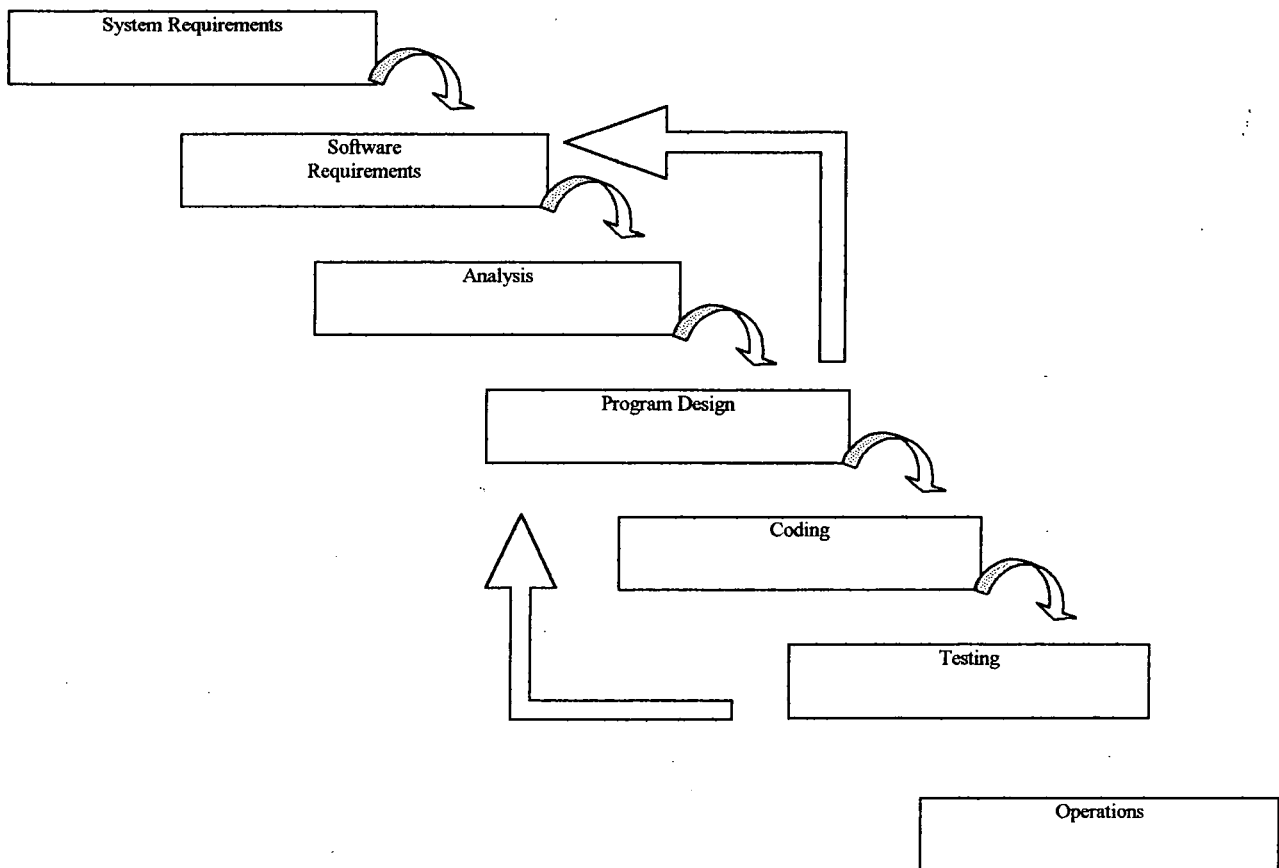 System Requirements
Software
Requirements
Analysis
Program Design
Coding
Testing
Operations